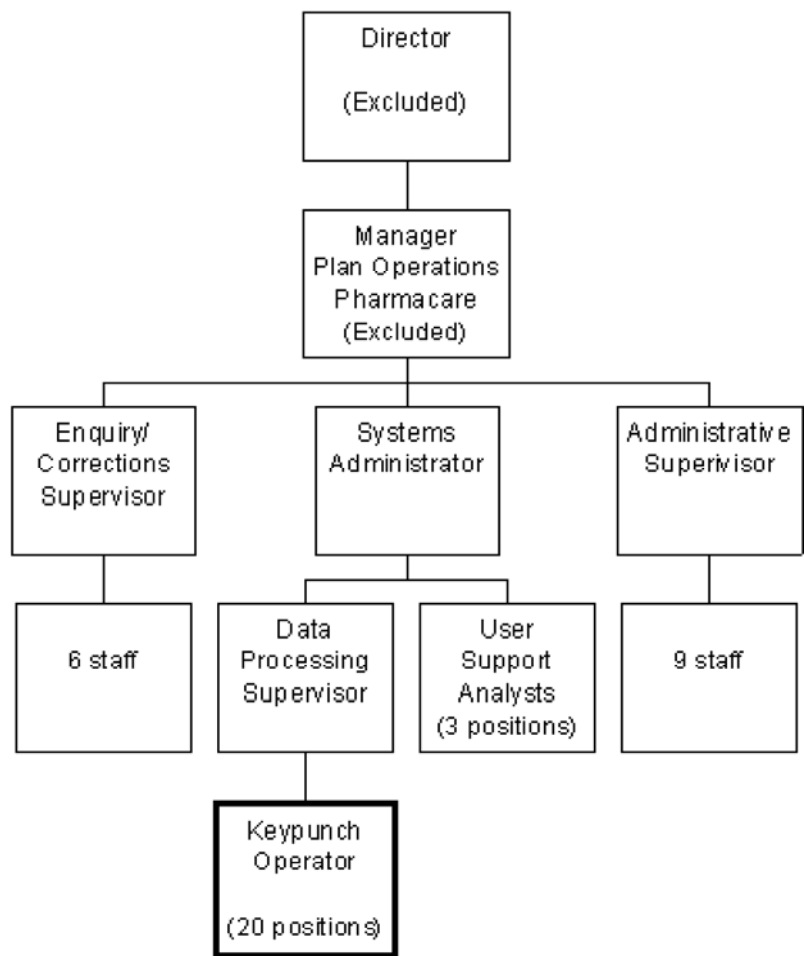 Director
(Excluded)
Manager
Plan Operations
Pharmacare
(Excluded)
Enquiry/
Corrections
Supervisor
Systems
Administrator
Administrative
Superivisor
6 staff
Data
Processing
Supervisor
User
Support
Analysts
(3 positions)
9 staff
Keypunch
Operator
(20 positions)